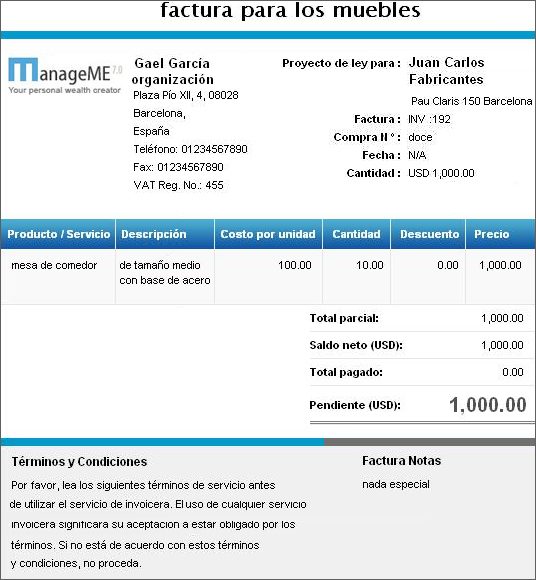 factura para los muebles
ManageME 7.0
Your personal wealth creator
Gael García
organización
Plaza Pío XII, 4, 08028
Barcelona,
España
Teléfono: 01234567890
Fax: 01234567890
VAT Reg. No.: 455
Proyecto de ley para : Juan Carlos
Fabricantes
Pau Claris 150 Barcelona
Factura : INV :192
Compra N° : doce
Fecha : N/A
Cantidad : USD 1,000.00
Producto / Servicio Descripción Costo por unidad Cantidad Descuento Precio
mesa de comedor de tamaño medio 100.00 10.00 0.00 1,000.00
con base de acero
Total parcial: 1,000.00
Saldo neto (USD): 1,000.00
Total pagado: 0.00
Pendiente (USD): 1,000.00
Términos y Condiciones
Por favor, lea los siguientes términos de servicio antes
de utilizar el servicio de invoicera. El uso de cualquier servicio
invoicera significara su aceptacion a estar obligado por los
términos. Si no está de acuerdo con estos términos
y condiciones, no proceda.
Factura Notas
nada especial